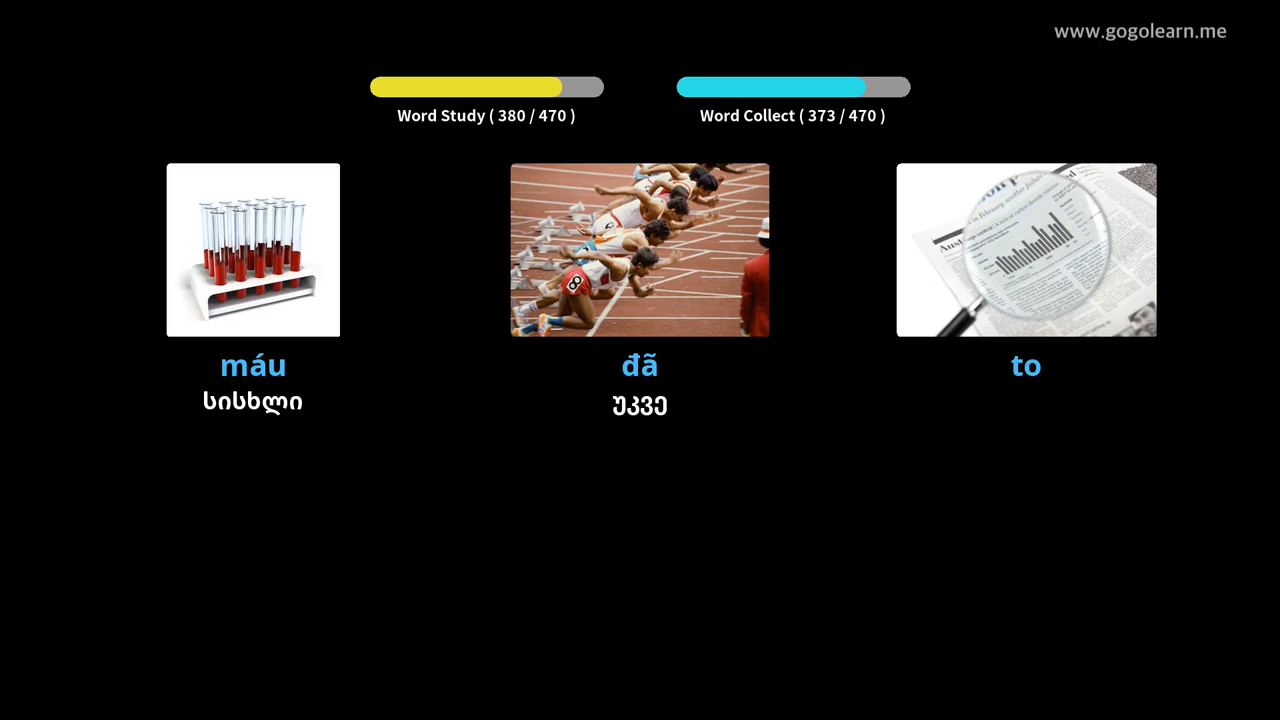 www.gogolearn.me
Word Study ( 380 / 470 )
Word Collect ( 373 / 470 )
máu
đã
to
სისხლი
უკვე